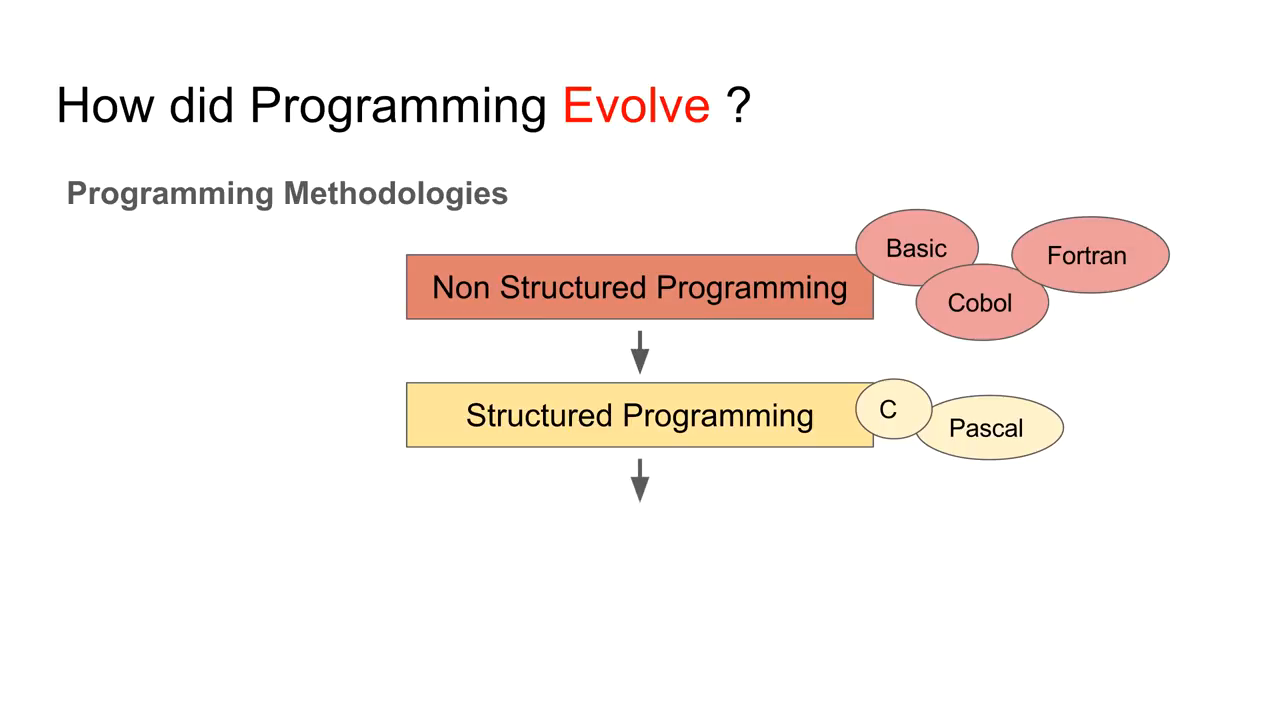 How did Programming Evolve ?
Programming Methodologies
Non Structured Programming
Basic
Cobol
Fortran
Structured Programming
C
Pascal